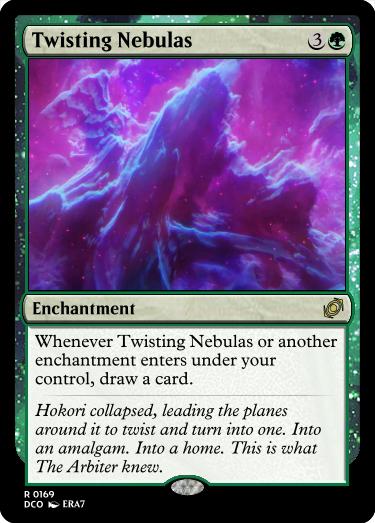 Twisting Nebulas 3
Enchantment
Whenever Twisting Nebulas or another
enchantment enters under your
control, draw a card.
Hokori collapsed, leading the planes
around it to twist and turn into one. Into
an amalgam. Into a home. This is what
The Arbiter knew.
R 0169
DCO ERA7